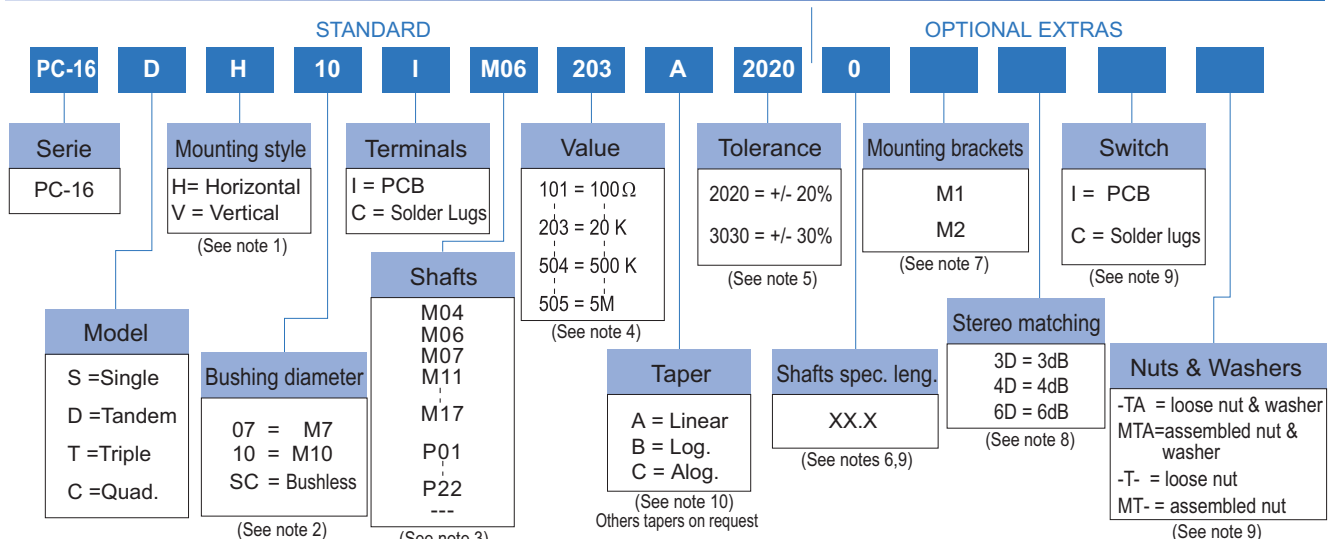 STANDARD
OPTIONAL EXTRAS
PC-16 D H 10 I M06 203 A 2020 0
Serie
PC-16
Mounting style
H= Horizontal
V = Vertical
(See note 1)
Terminals
I = PCB
C = Solder Lugs
Value
101 = 100Ω
203 = 20 K
504 = 500 K
505 = 5M
(See note 4)
Tolerance
2020 = +/- 20%
3030 = +/- 30%
(See note 5)
Mounting brackets
M1
M2
(See note 7)
Switch
I = PCB
C = Solder lugs
(See note 9)
Model
S =Single
D =Tandem
T =Triple
C =Quad.
Bushing diameter
07 = M7
10 = M10
SC = Bushless
(See note 2)
Shafts
M04
M06
M07
M11
M17
P01
P22
---
(See note 3)
Taper
A = Linear
B = Log.
C = Alog.
(See note 10)
Others tapers on request
Shafts spec. leng.
XX.X
(See notes 6,9)
Stereo matching
3D = 3dB
4D = 4dB
6D = 6dB
(See note 8)
Nuts & Washers
-TA = loose nut & washer
MTA=assembled nut &
washer
-T- = loose nut
MT- = assembled nut
(See note 9)